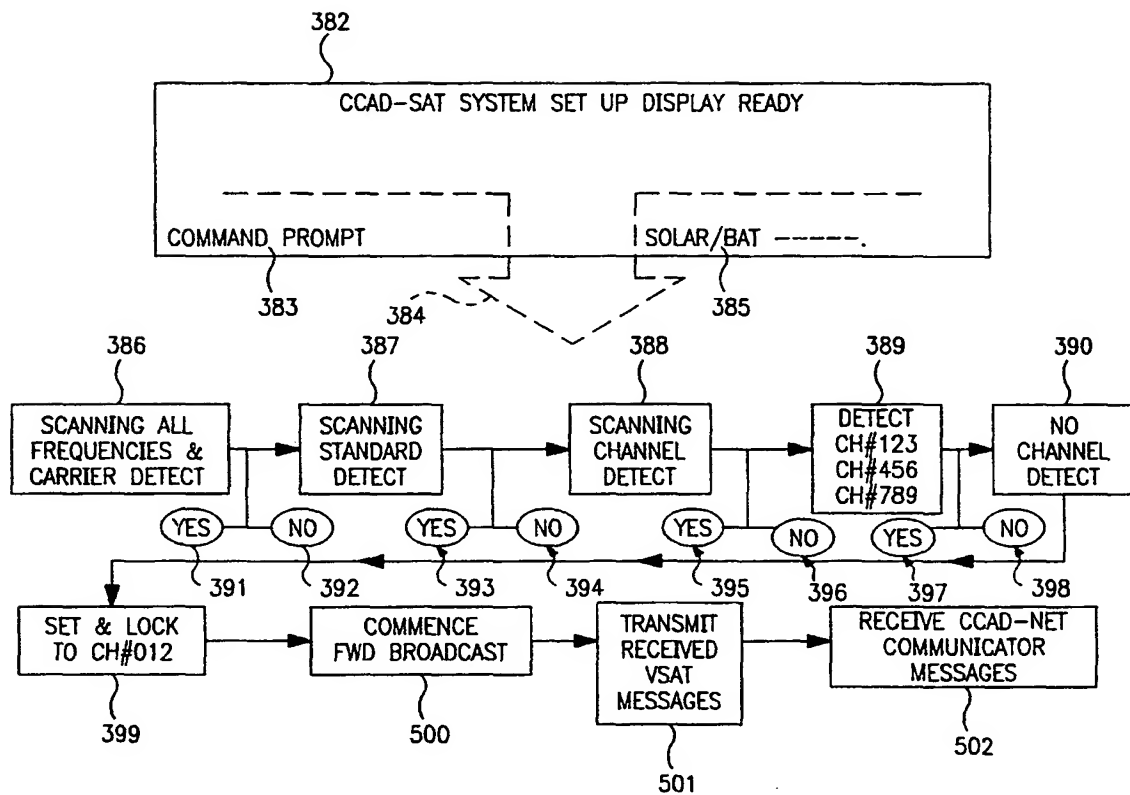 382
CCAD-SAT SYSTEM SET UP DISPLAY READY
COMMAND PROMPT
SOLAR/BAT ------.
383
384
385
386
387
388
389
390
SCANNING ALL
FREQUENCIES &
CARRIER DETECT
SCANNING
STANDARD
DETECT
SCANNING
CHANNEL
DETECT
DETECT
CH#123
CH#456
CH#789
NO
CHANNEL
DETECT
YES
NO
YES
NO
YES
NO
YES
NO
391
392
393
394
395
396
397
398
SET & LOCK
TO CH#012
COMMENCE
FWD BROADCAST
TRANSMIT
RECEIVED
VSAT
MESSAGES
RECEIVE CCAD-NET
COMMUNICATOR
MESSAGES
399
500
501
502